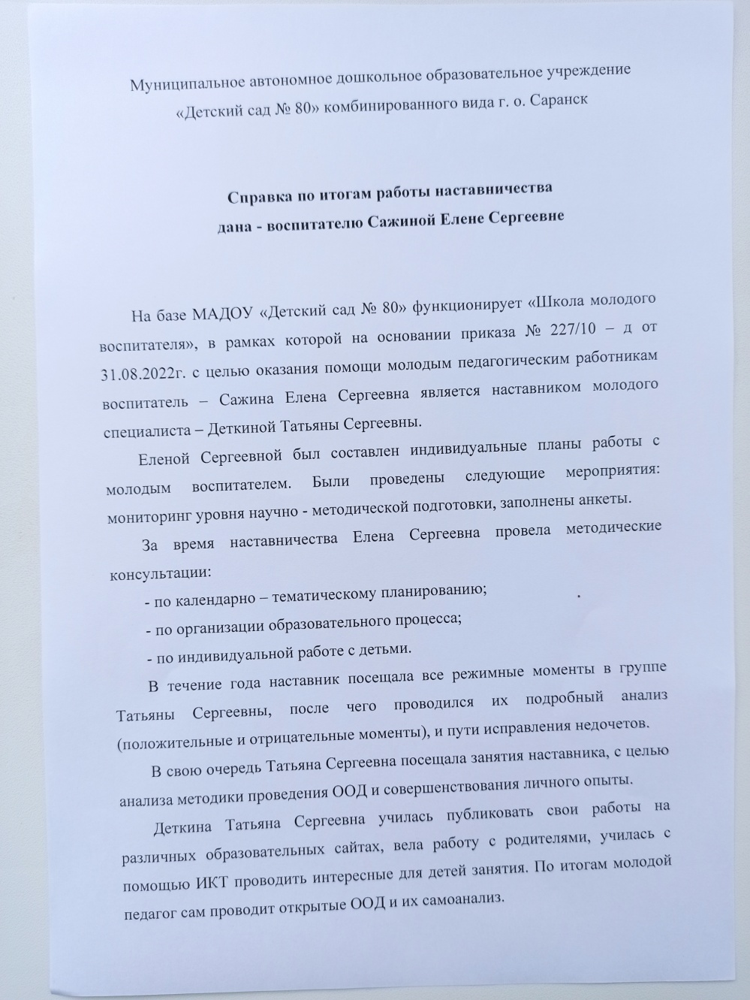 Муниципальное автономное дошкольное образовательное учреждение
«Детский сад № 80» комбинированного вида г. о. Саранск
Справка по итогам работы наставничества
дана - воспитателю Сажиной Елене Сергеевне
На базе МАДОУ «Детский сад № 80» функционирует «Школа молодого
воспитателя», в рамках которой на основании приказа № 227/10 – д от
31.08.2022г. с целью оказания помощи молодым педагогическим работникам
воспитатель – Сажина Елена Сергеевна является наставником молодого
специалиста – Деткиной Татьяны Сергеевны.
Еленой Сергеевной был составлен индивидуальные планы работы с
молодым воспитателем. Были проведены следующие мероприятия:
мониторинг уровня научно - методической подготовки, заполнены анкеты.
За время наставничества Елена Сергеевна провела методические
консультации:
- по календарно – тематическому планированию;
- по организации образовательного процесса;
- по индивидуальной работе с детьми.
В течение года наставник посещала все режимные моменты в группе
Татьяны Сергеевны, после чего проводился их подробный анализ
(положительные и отрицательные моменты), и пути исправления недочетов.
В свою очередь Татьяна Сергеевна посещала занятия наставника, с целью
анализа методики проведения ООД и совершенствования личного опыты.
Деткина Татьяна Сергеевна училась публиковать свои работы на
различных образовательных сайтах, вела работу с родителями, училась с
помощью ИКТ проводить интересные для детей занятия. По итогам молодой
педагог сам проводит открытые ООД и их самоанализ.